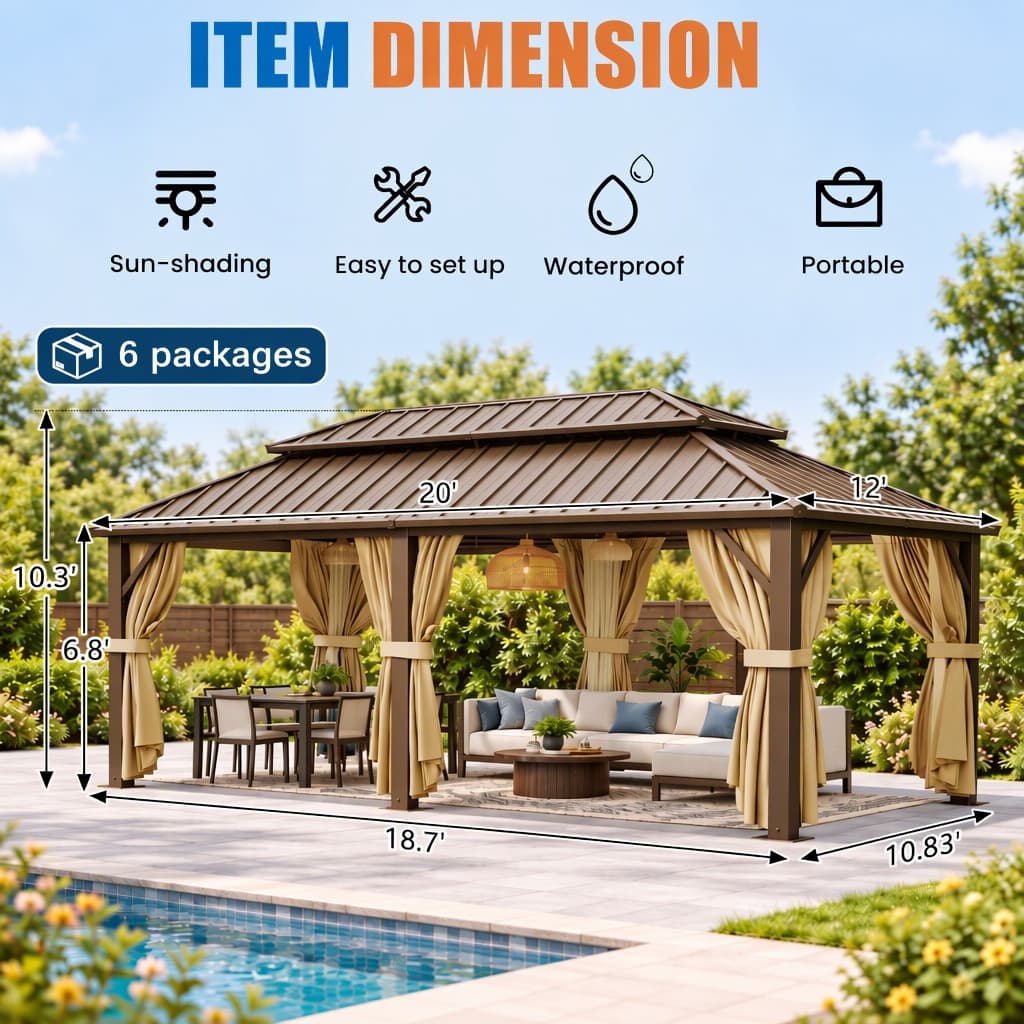 ITEM DIMENSION
Sun-shading
Easy to set up
Waterproof
Portable
6 packages
20'
12'
10.3'
6.8'
18.7'
10.83'